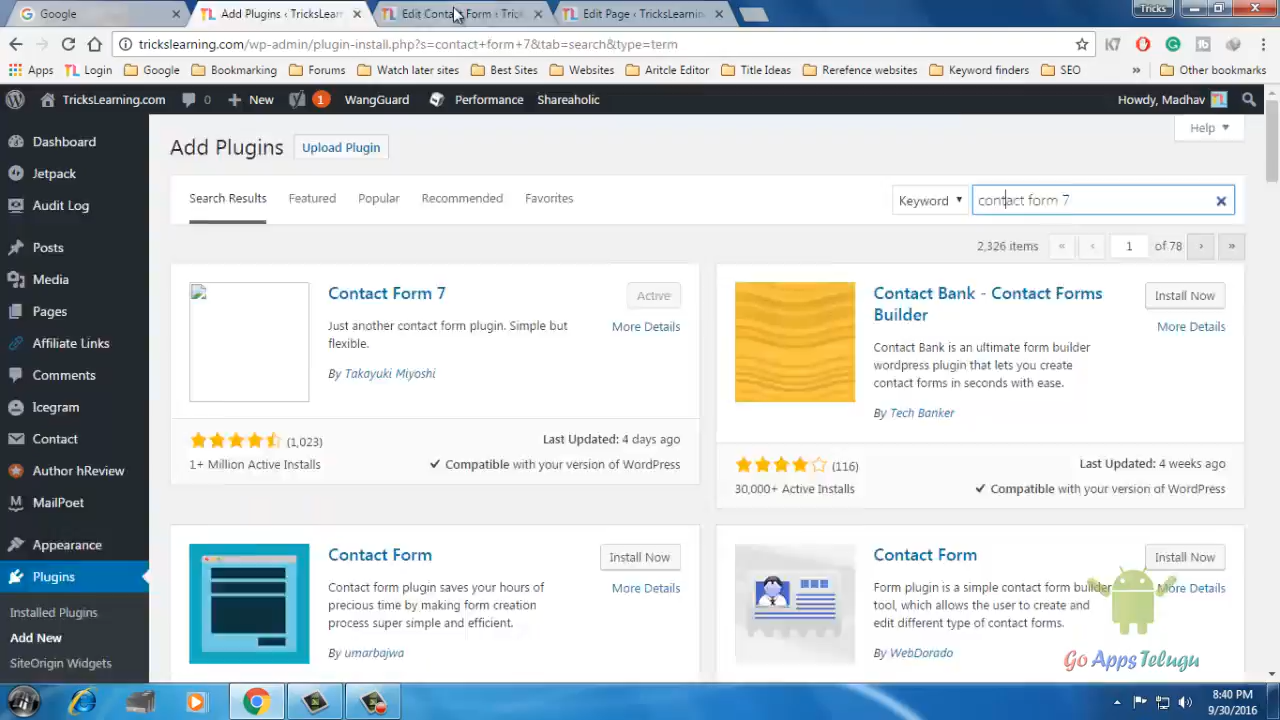 Google
Add Plugins ‹ TricksLearni
Edit Contact Form ‹ Trick
Edit Page ‹ TricksLearnin
Tricks
trickslearning.com/wp-admin/plugin-install.php?s=contact+form+7&tab=search&type=term
Apps
Login
Google
Bookmarking
Forums
Watch later sites
Best Sites
Websites
Aritcle Editor
Title Ideas
Rerefence websites
Keyword finders
SEO
»
Other bookmarks
TricksLearning.com
0
New
1
WangGuard
Performance
Shareaholic
Howdy, Madhav
Dashboard
Jetpack
Audit Log
Posts
Media
Pages
Affiliate Links
Comments
Icegram
Contact
Author hReview
MailPoet
Appearance
Plugins
Installed Plugins
Add New
SiteOrigin Widgets
Help
Add Plugins
Upload Plugin
Search Results
Featured
Popular
Recommended
Favorites
Keyword
contact form 7
2,326 items
«
‹
1
of 78
›
»
Contact Form 7
Active
More Details
Just another contact form plugin. Simple but
flexible.
By Takayuki Miyoshi
(1,023)
1+ Million Active Installs
Last Updated: 4 days ago
Compatible with your version of WordPress
Contact Bank - Contact Forms
Builder
Install Now
More Details
Contact Bank is an ultimate form builder
wordpress plugin that lets you create
contact forms in seconds with ease.
By Tech Banker
(116)
30,000+ Active Installs
Last Updated: 4 weeks ago
Compatible with your version of WordPress
Contact Form
Install Now
More Details
Contact form plugin saves your hours of
precious time by making form creation
process super simple and efficient.
By umarbajwa
Contact Form
Install Now
More Details
Form plugin is a simple contact form builder
tool, which allows the user to create and
edit different type of contact forms.
By WebDorado
Go AppsTelugu
8:40 PM
9/30/2016